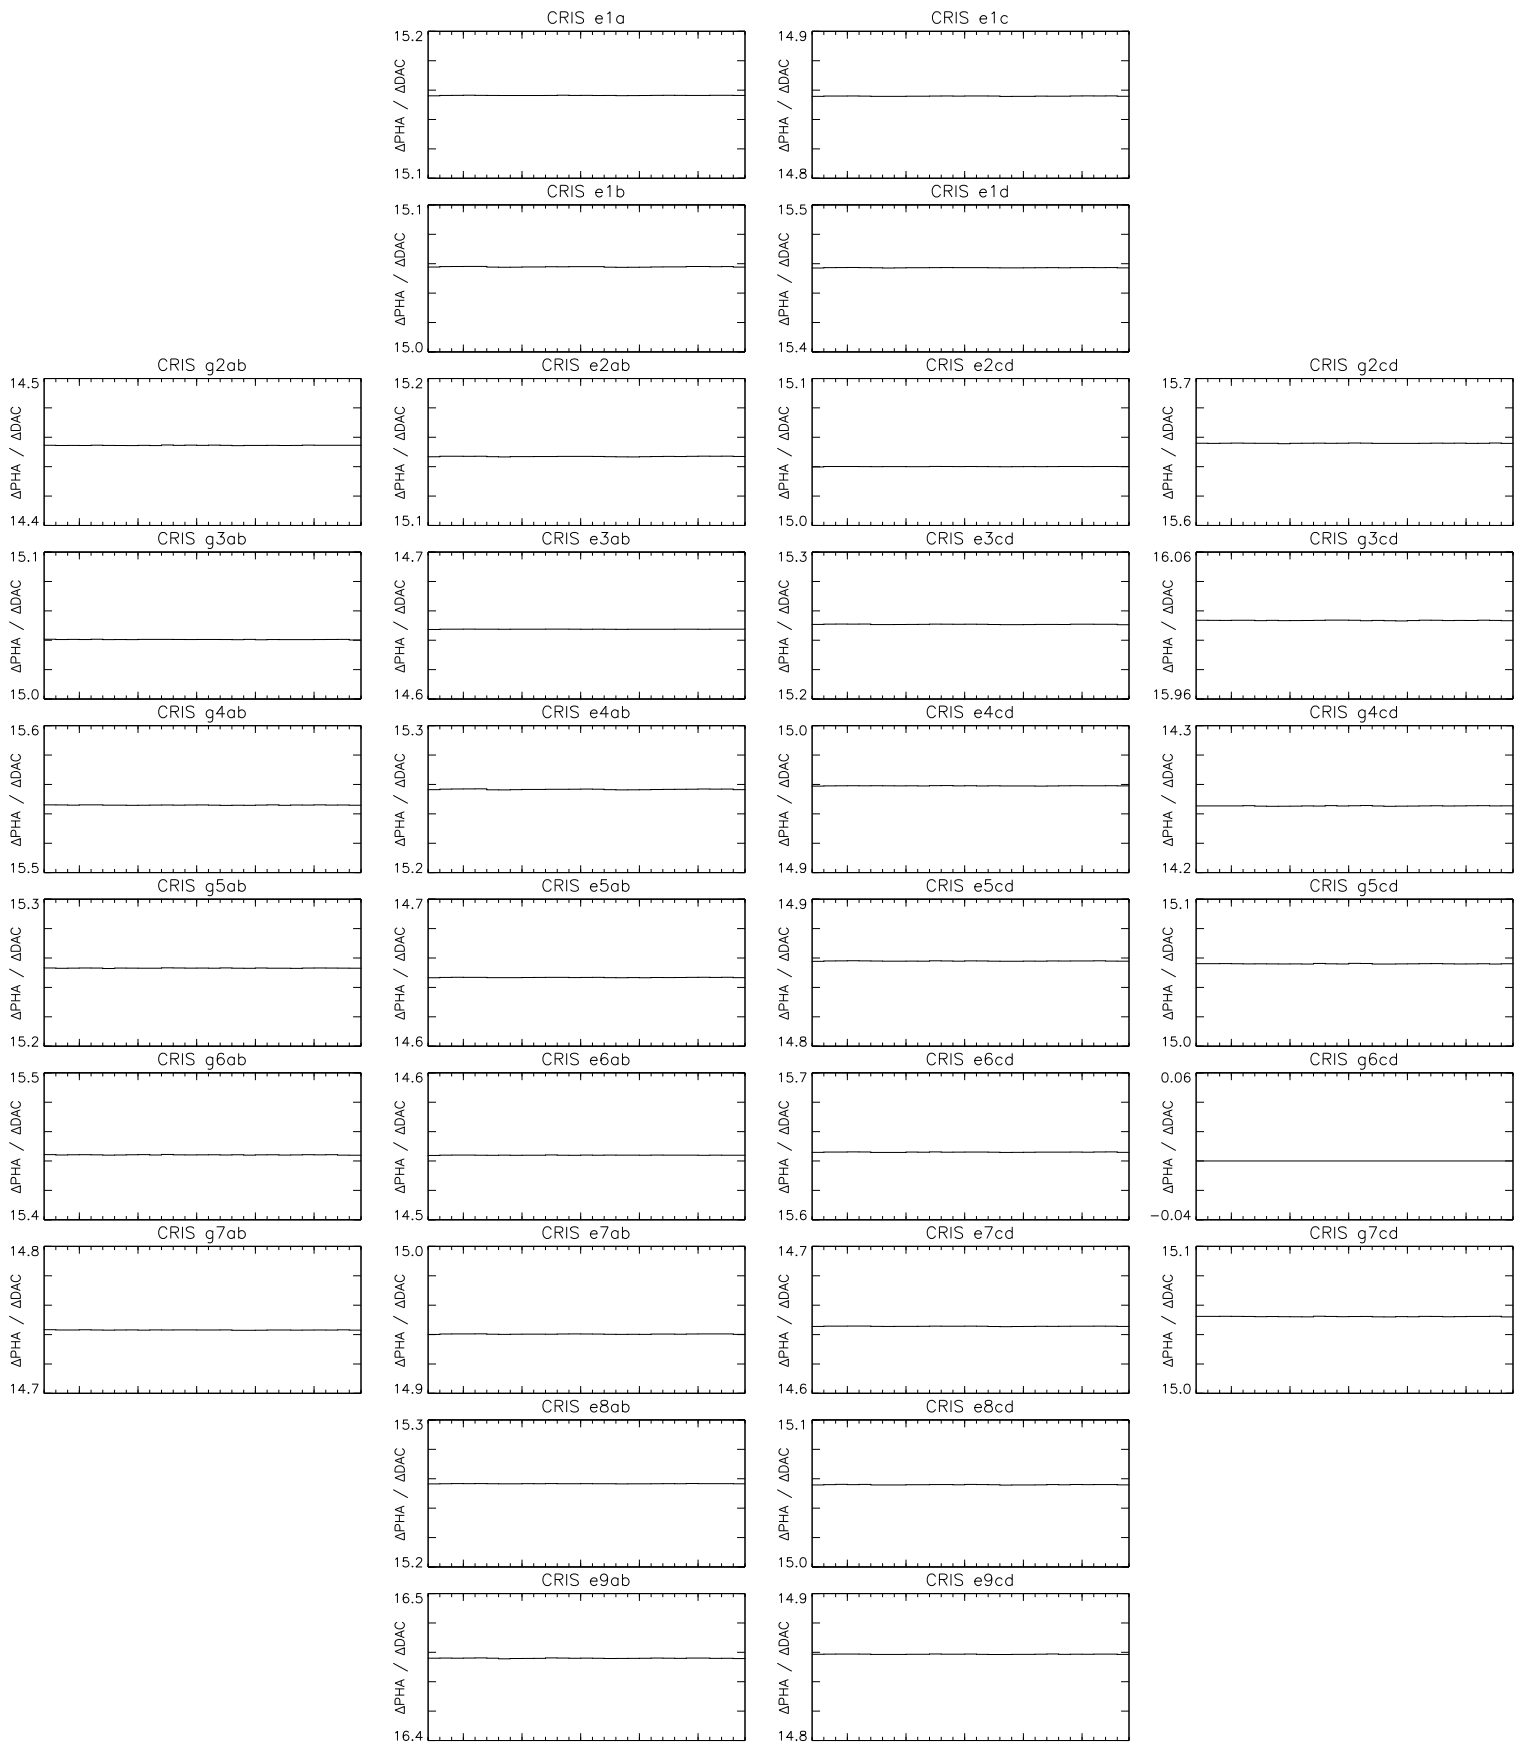 CRIS e1a
15.2
ΔPHA / ΔDAC
15.1
CRIS e1c
14.9
ΔPHA / ΔDAC
14.8
CRIS e1b
15.1
ΔPHA / ΔDAC
15.0
CRIS e1d
15.5
ΔPHA / ΔDAC
15.4
CRIS g2ab
14.5
ΔPHA / ΔDAC
14.4
CRIS e2ab
15.2
ΔPHA / ΔDAC
15.1
CRIS e2cd
15.1
ΔPHA / ΔDAC
15.0
CRIS g2cd
15.7
ΔPHA / ΔDAC
15.6
CRIS g3ab
15.1
ΔPHA / ΔDAC
15.0
CRIS e3ab
14.7
ΔPHA / ΔDAC
14.6
CRIS e3cd
15.3
ΔPHA / ΔDAC
15.2
CRIS g3cd
16.06
ΔPHA / ΔDAC
15.96
CRIS g4ab
15.6
ΔPHA / ΔDAC
15.5
CRIS e4ab
15.3
ΔPHA / ΔDAC
15.2
CRIS e4cd
15.0
ΔPHA / ΔDAC
14.9
CRIS g4cd
14.3
ΔPHA / ΔDAC
14.2
CRIS g5ab
15.3
ΔPHA / ΔDAC
15.2
CRIS e5ab
14.7
ΔPHA / ΔDAC
14.6
CRIS e5cd
14.9
ΔPHA / ΔDAC
14.8
CRIS g5cd
15.1
ΔPHA / ΔDAC
15.0
CRIS g6ab
15.5
ΔPHA / ΔDAC
15.4
CRIS e6ab
14.6
ΔPHA / ΔDAC
14.5
CRIS e6cd
15.7
ΔPHA / ΔDAC
15.6
CRIS g6cd
0.06
ΔPHA / ΔDAC
−0.04
CRIS g7ab
14.8
ΔPHA / ΔDAC
14.7
CRIS e7ab
15.0
ΔPHA / ΔDAC
14.9
CRIS e7cd
14.7
ΔPHA / ΔDAC
14.6
CRIS g7cd
15.1
ΔPHA / ΔDAC
15.0
CRIS e8ab
15.3
ΔPHA / ΔDAC
15.2
CRIS e8cd
15.1
ΔPHA / ΔDAC
15.0
CRIS e9ab
16.5
ΔPHA / ΔDAC
16.4
CRIS e9cd
14.9
ΔPHA / ΔDAC
14.8